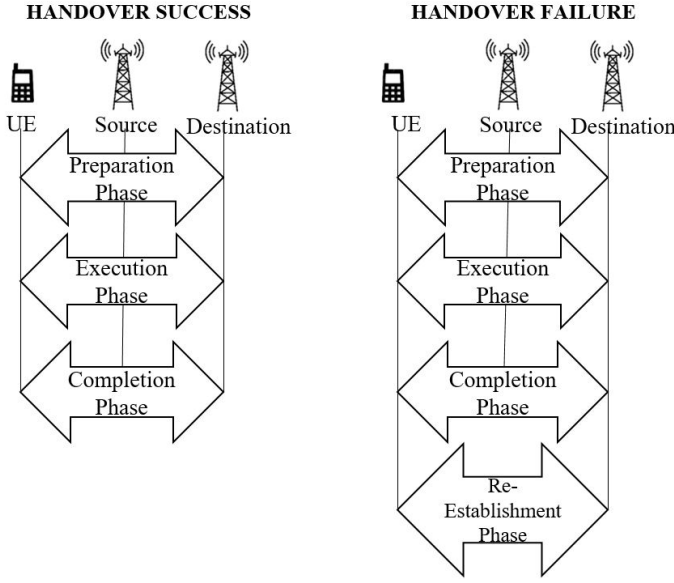 HANDOVER SUCCESS
UE
Source
Destination
Preparation
Phase
Execution
Phase
Completion
Phase
HANDOVER FAILURE
UE
Source
Destination
Preparation
Phase
Execution
Phase
Completion
Phase
Re-
Establishment
Phase